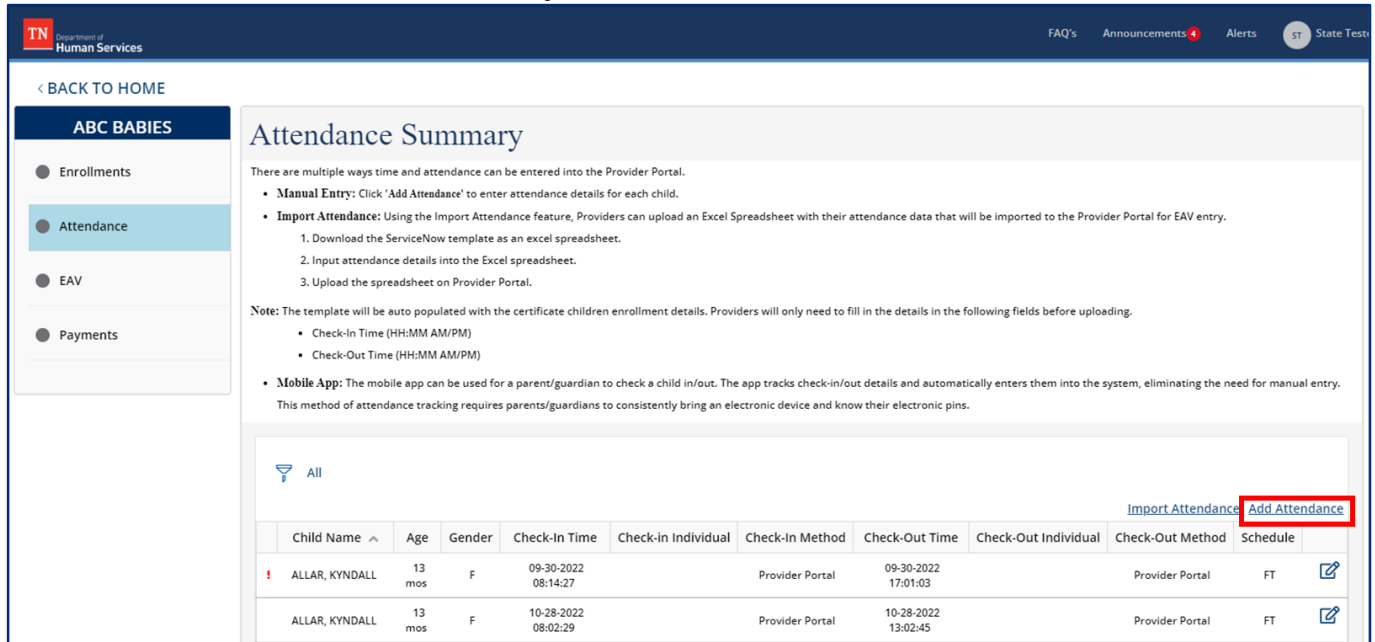 TN Department of
Human Services
FAQ's Announcements 4 Alerts ST State Teste
< BACK TO HOME
ABC BABIES
Enrollments
Attendance
EAV
Payments
Attendance Summary
There are multiple ways time and attendance can be entered into the Provider Portal.
• Manual Entry: Click 'Add Attendance' to enter attendance details for each child.
• Import Attendance: Using the Import Attendance feature, Providers can upload an Excel Spreadsheet with their attendance data that will be imported to the Provider Portal for EAV entry.
1. Download the ServiceNow template as an excel spreadsheet.
2. Input attendance details into the Excel spreadsheet.
3. Upload the spreadsheet on Provider Portal.
Note: The template will be auto populated with the certificate children enrollment details. Providers will only need to fill in the details in the following fields before uploading.
• Check-In Time (HH:MM AM/PM)
• Check-Out Time (HH:MM AM/PM)
• Mobile App: The mobile app can be used for a parent/guardian to check a child in/out. The app tracks check-in/out details and automatically enters them into the system, eliminating the need for manual entry.
This method of attendance tracking requires parents/guardians to consistently bring an electronic device and know their electronic pins.
All
Import Attendance Add Attendance
Child Name Age Gender Check-In Time Check-in Individual Check-In Method Check-Out Time Check-Out Individual Check-Out Method Schedule
! ALLAR, KYNDALL 13 mos F 09-30-2022 08:14:27 Provider Portal 09-30-2022 17:01:03 Provider Portal FT
ALLAR, KYNDALL 13 mos F 10-28-2022 08:02:29 Provider Portal 10-28-2022 13:02:45 Provider Portal FT